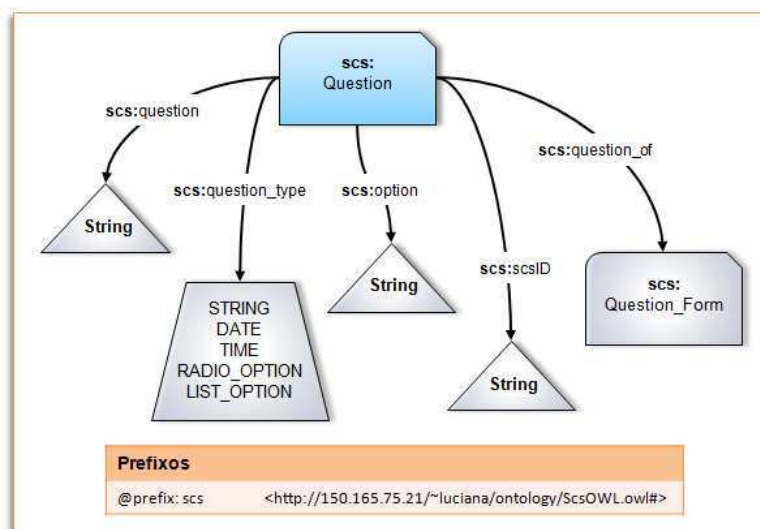 scs:
Question
scs:question
scs:question_of
scs:question_type
scs:option
String
scs:scsID
String
scs:
Question_Form
STRING
DATE
TIME
RADIO_OPTION
LIST_OPTION
String
Prefixos
@prefix: scs <http://150.165.75.21/~luciana/ontology/ScsOWL.owl#>